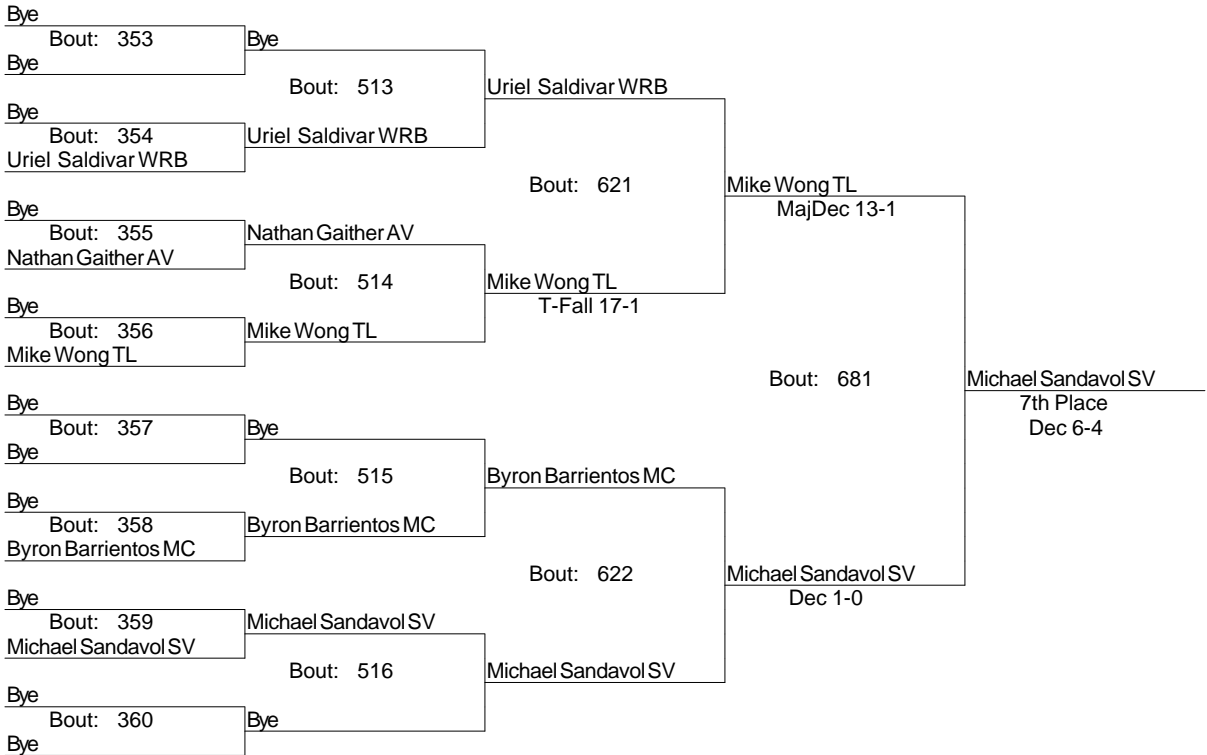 Bye
Bout: 353
Bye
Bye
Bout: 513
Uriel Saldivar WRB
Bye
Bout: 354
Uriel Saldivar WRB
Uriel Saldivar WRB
Bout: 621
Mike Wong TL
MajDec 13-1
Bye
Bout: 355
Nathan Gaither AV
Nathan Gaither AV
Bout: 514
Mike Wong TL
T-Fall 17-1
Bye
Bout: 356
Mike Wong TL
Mike Wong TL
Bout: 681
Michael Sandavol SV
7th Place
Dec 6-4
Bye
Bout: 357
Bye
Bye
Bout: 515
Byron Barrientos MC
Bye
Bout: 358
Byron Barrientos MC
Byron Barrientos MC
Bout: 622
Michael Sandavol SV
Dec 1-0
Bye
Bout: 359
Michael Sandavol SV
Michael Sandavol SV
Bout: 516
Michael Sandavol SV
Bye
Bout: 360
Bye
Bye